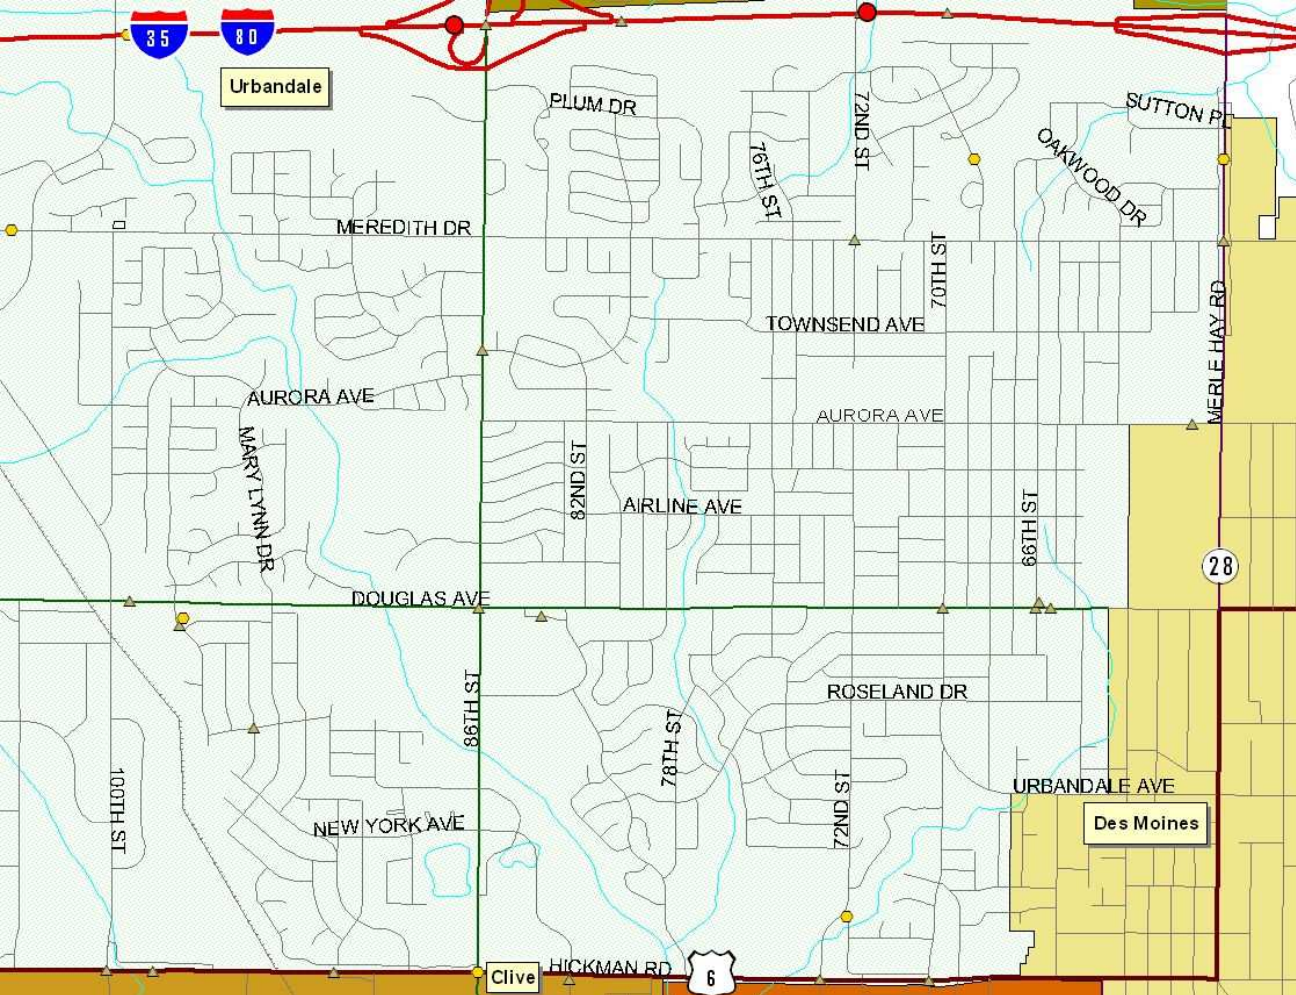 35
80
Urbandale
PLUM DR
72ND ST
SUTTON PL
OAKWOOD DR
76TH ST
MEREDITH DR
70TH ST
TOWNSEND AVE
MERLE HAY RD
AURORA AVE
AURORA AVE
MARY LYNN DR
82ND ST
AIRLINE AVE
66TH ST
28
DOUGLAS AVE
86TH ST
ROSELAND DR
78TH ST
100TH ST
72ND ST
URBANDALE AVE
NEW YORK AVE
Des Moines
Clive
HICKMAN RD
6